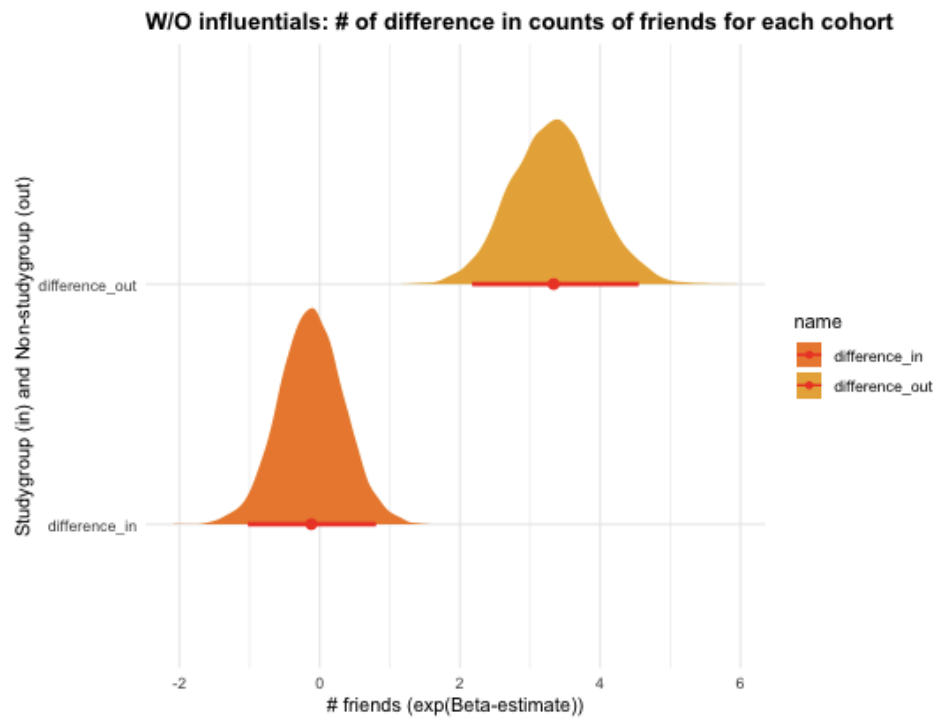 W/O influentials: # of difference in counts of friends for each cohort
Studygroup (in) and Non-studygroup (out)
difference_out
difference_in
-2 0 2 4 6
# friends (exp(Beta-estimate))
name
difference_in
difference_out